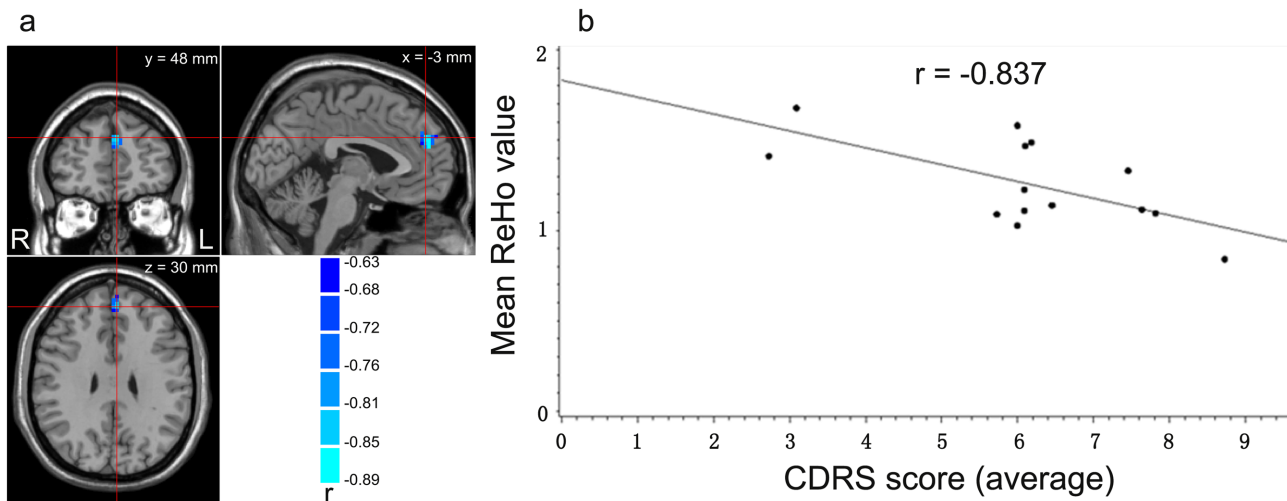 a
y = 48 mm
x = -3 mm
R
L
z = 30 mm
-0.63
-0.68
-0.72
-0.76
-0.81
-0.85
-0.89
r
b
r = -0.837
Mean ReHo value
2
1
0
0 1 2 3 4 5 6 7 8 9
CDRS score (average)